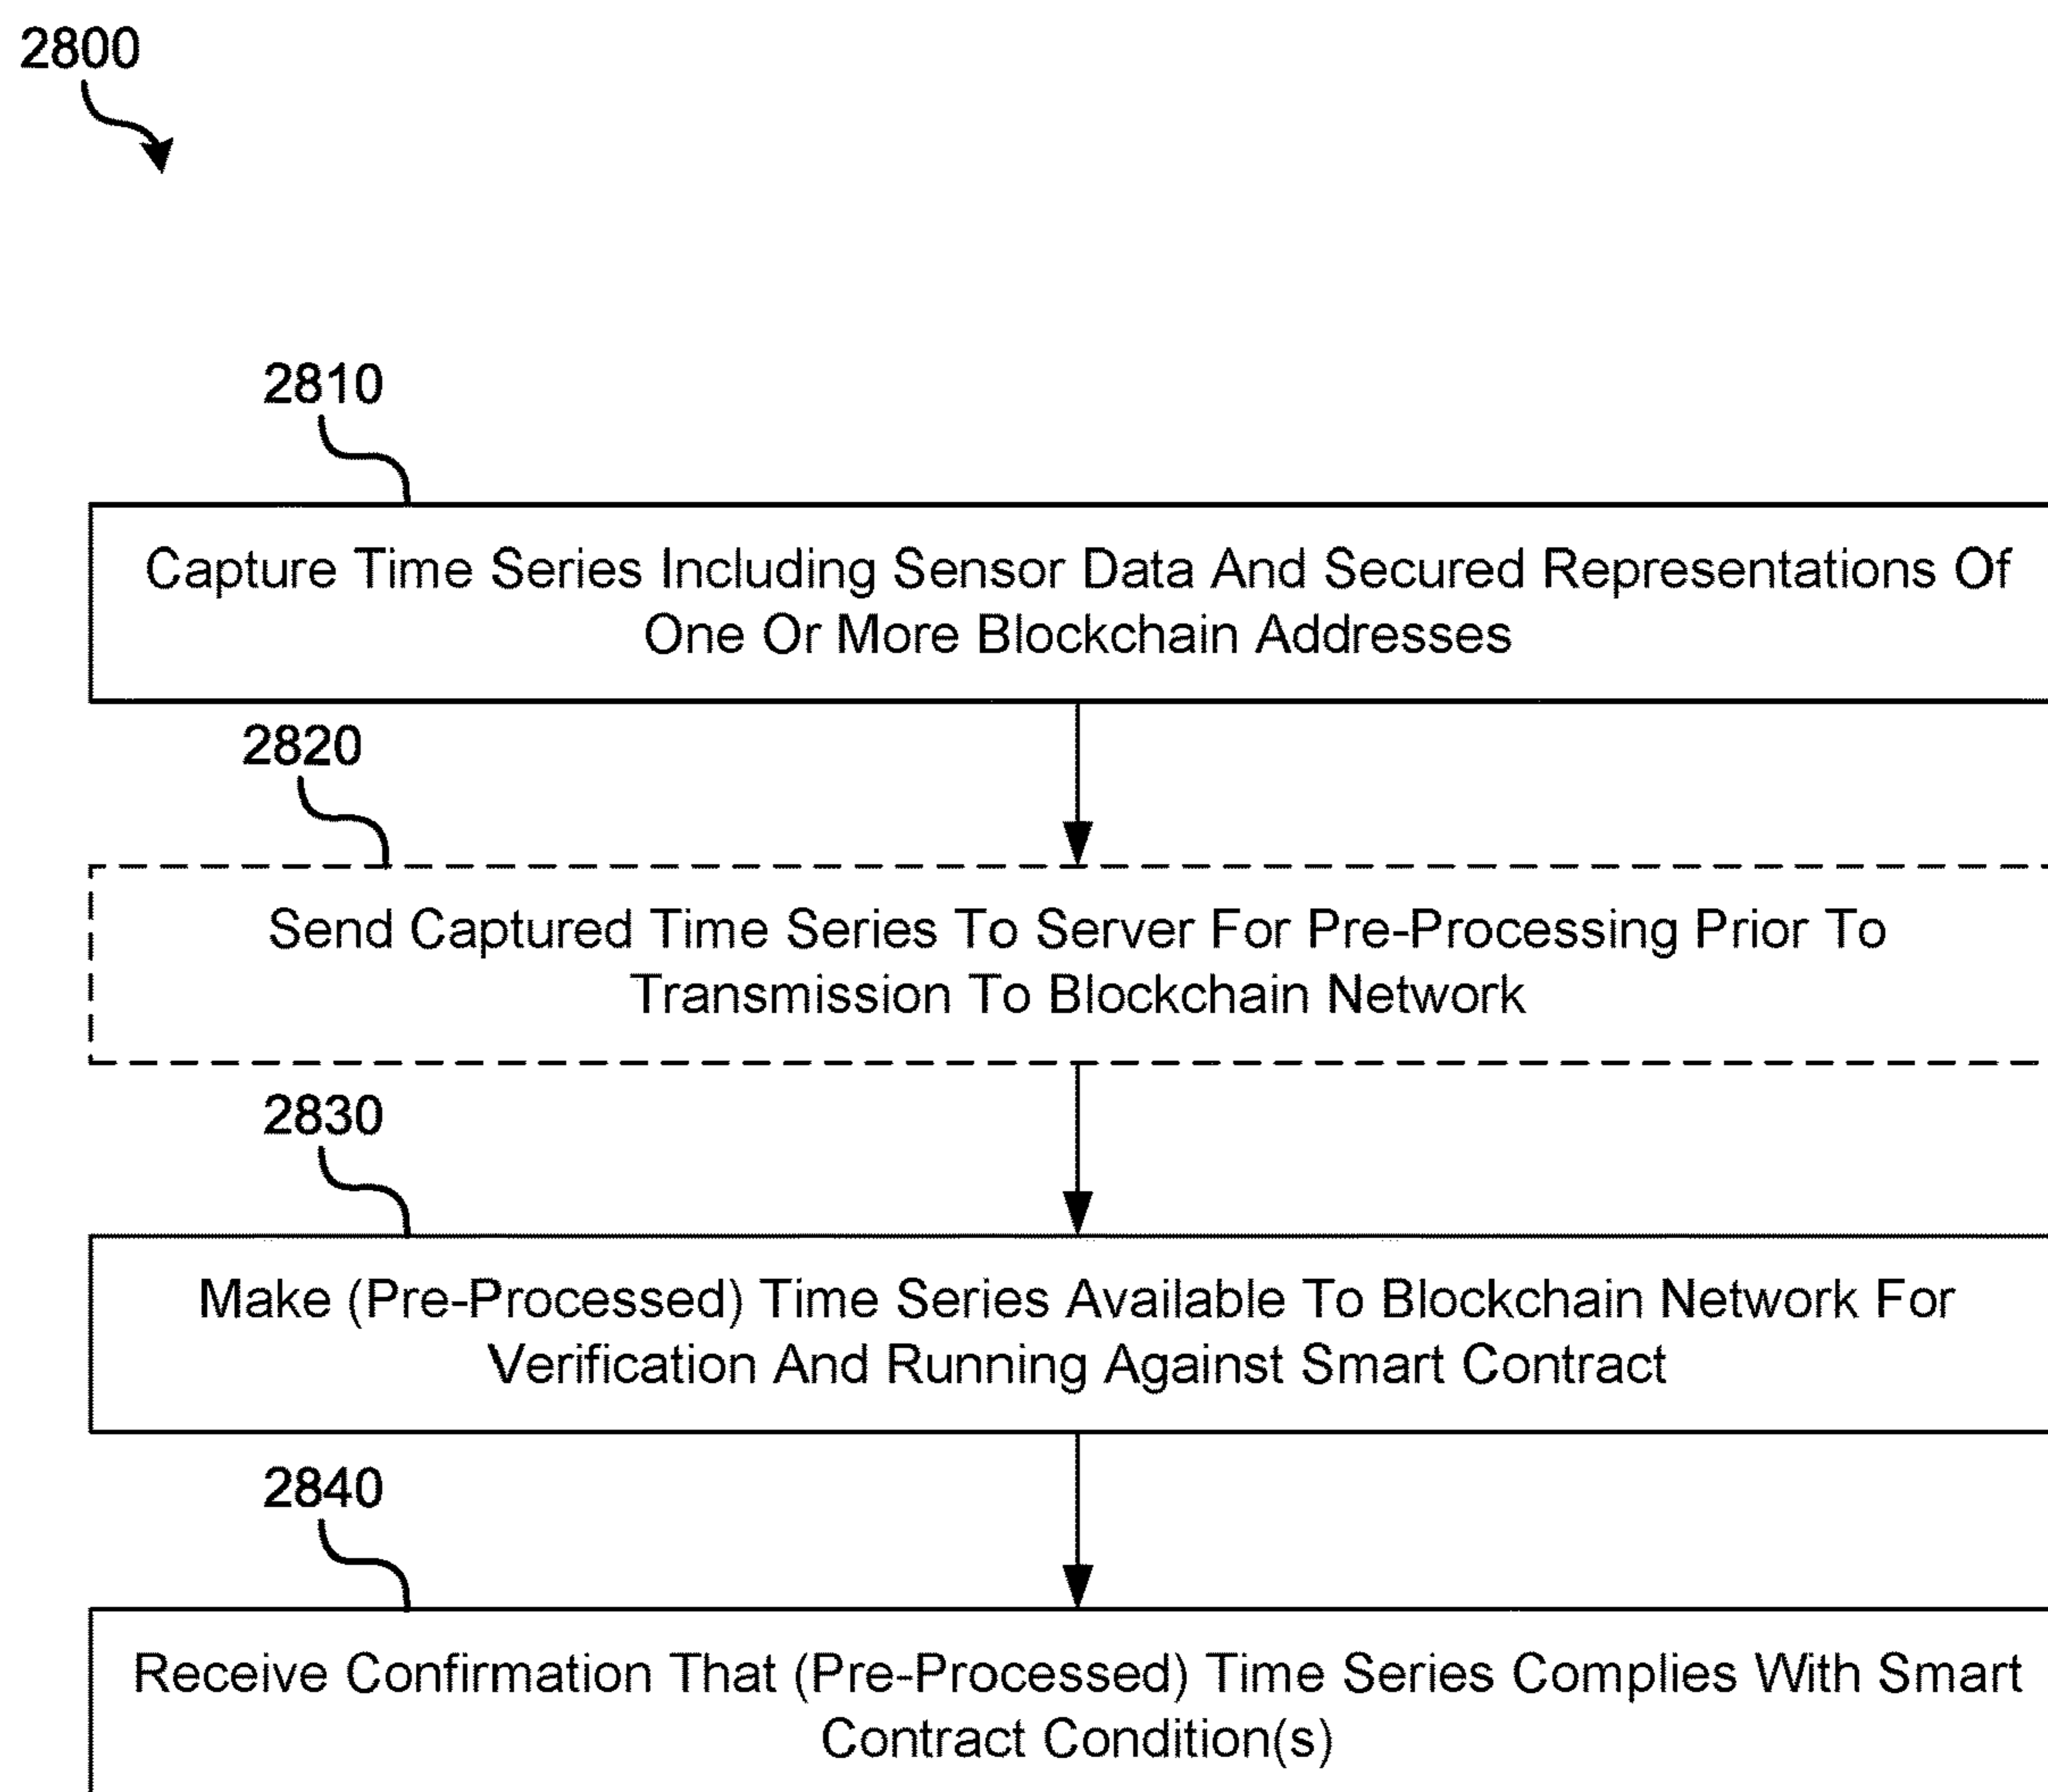 2800
2810
Capture Time Series Including Sensor Data And Secured Representations Of
One Or More Blockchain Addresses
2820
Send Captured Time Series To Server For Pre-Processing Prior To
Transmission To Blockchain Network
2830
Make (Pre-Processed) Time Series Available To Blockchain Network For
Verification And Running Against Smart Contract
2840
Receive Confirmation That (Pre-Processed) Time Series Complies With Smart
Contract Condition(s)